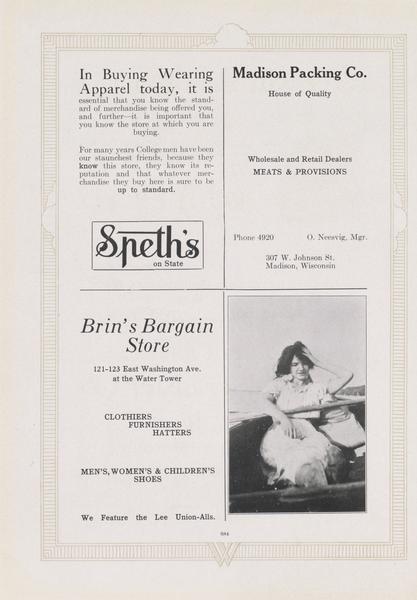 In Buying Wearing
Apparel today, it is
essential that you know the stand-
ard of merchandise being offered you,
and further—it is important that
you know the store at which you are
buying.
For many years College men have been
our staunchest friends, because they
know this store, they know its re-
putation and that whatever mer-
chandise they buy here is sure to be
up to standard.
Speth's
on State
Madison Packing Co.
House of Quality
Wholesale and Retail Dealers
MEATS & PROVISIONS
Phone 4920 O. Neesvig, Mgr.
307 W. Johnson St.
Madison, Wisconsin
Brin's Bargain
Store
121-123 East Washington Ave.
at the Water Tower
CLOTHIERS
FURNISHERS
HATTERS
MEN'S, WOMEN'S & CHILDREN'S
SHOES
We Feature the Lee Union-Alls.